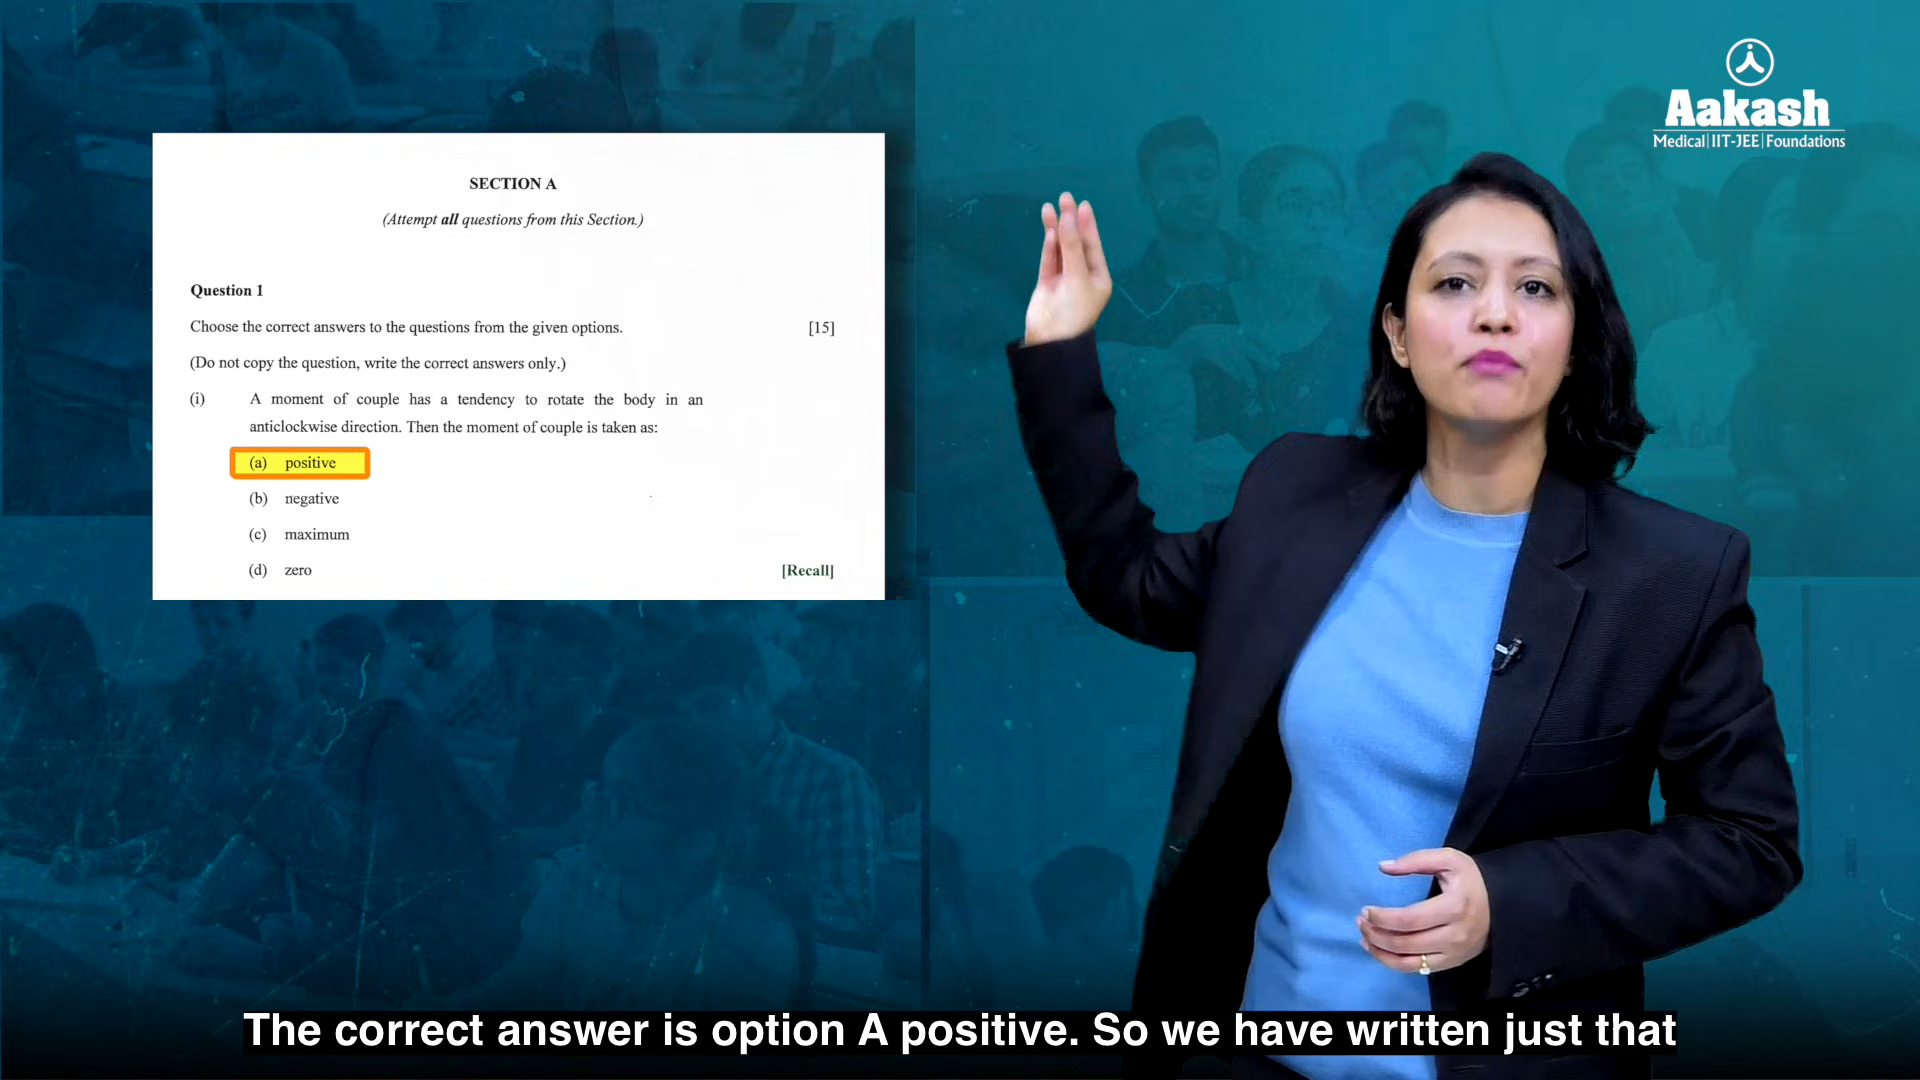 Aakash
Medical|IIT-JEE|Foundations
SECTION A
(Attempt all questions from this Section.)
Question 1
Choose the correct answers to the questions from the given options. [15]
(Do not copy the question, write the correct answers only.)
(i) A moment of couple has a tendency to rotate the body in an
anticlockwise direction. Then the moment of couple is taken as:
(a) positive
(b) negative
(c) maximum
(d) zero [Recall]
The correct answer is option A positive. So we have written just that